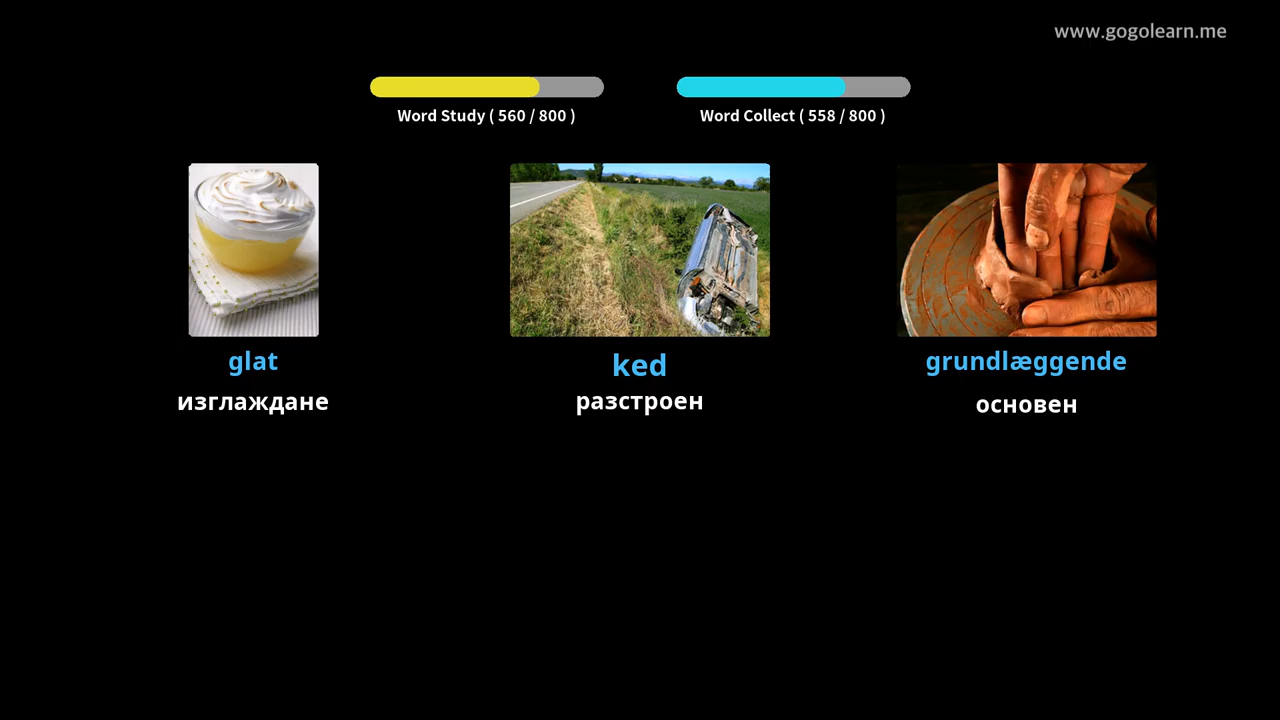 www.gogolearn.me
Word Study ( 560 / 800 )
Word Collect ( 558 / 800 )
glat
ked
grundlæggende
изглаждане
разстроен
основен